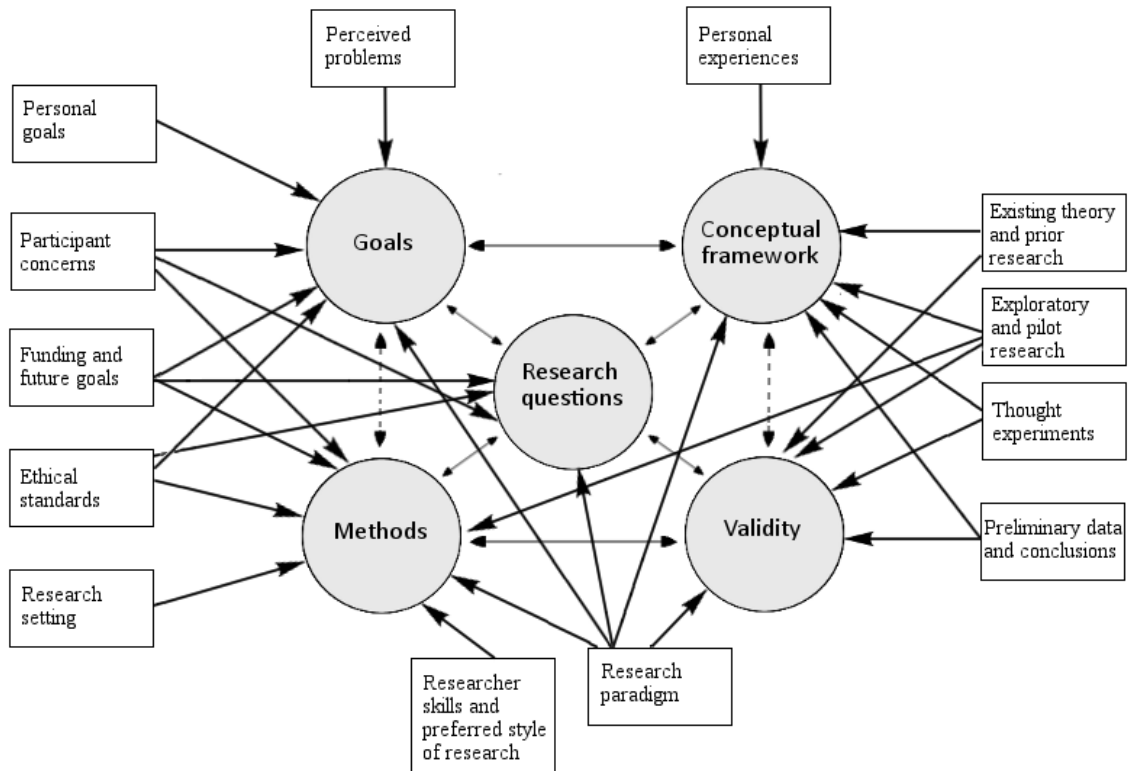 Perceived
problems
Personal
experiences
Personal
goals
Participant
concerns
Goals
Conceptual
framework
Existing theory
and prior
research
Funding and
future goals
Research
questions
Exploratory
and pilot
research
Thought
experiments
Ethical
standards
Methods
Validity
Preliminary data
and conclusions
Research
setting
Researcher
skills and
preferred style
of research
Research
paradigm